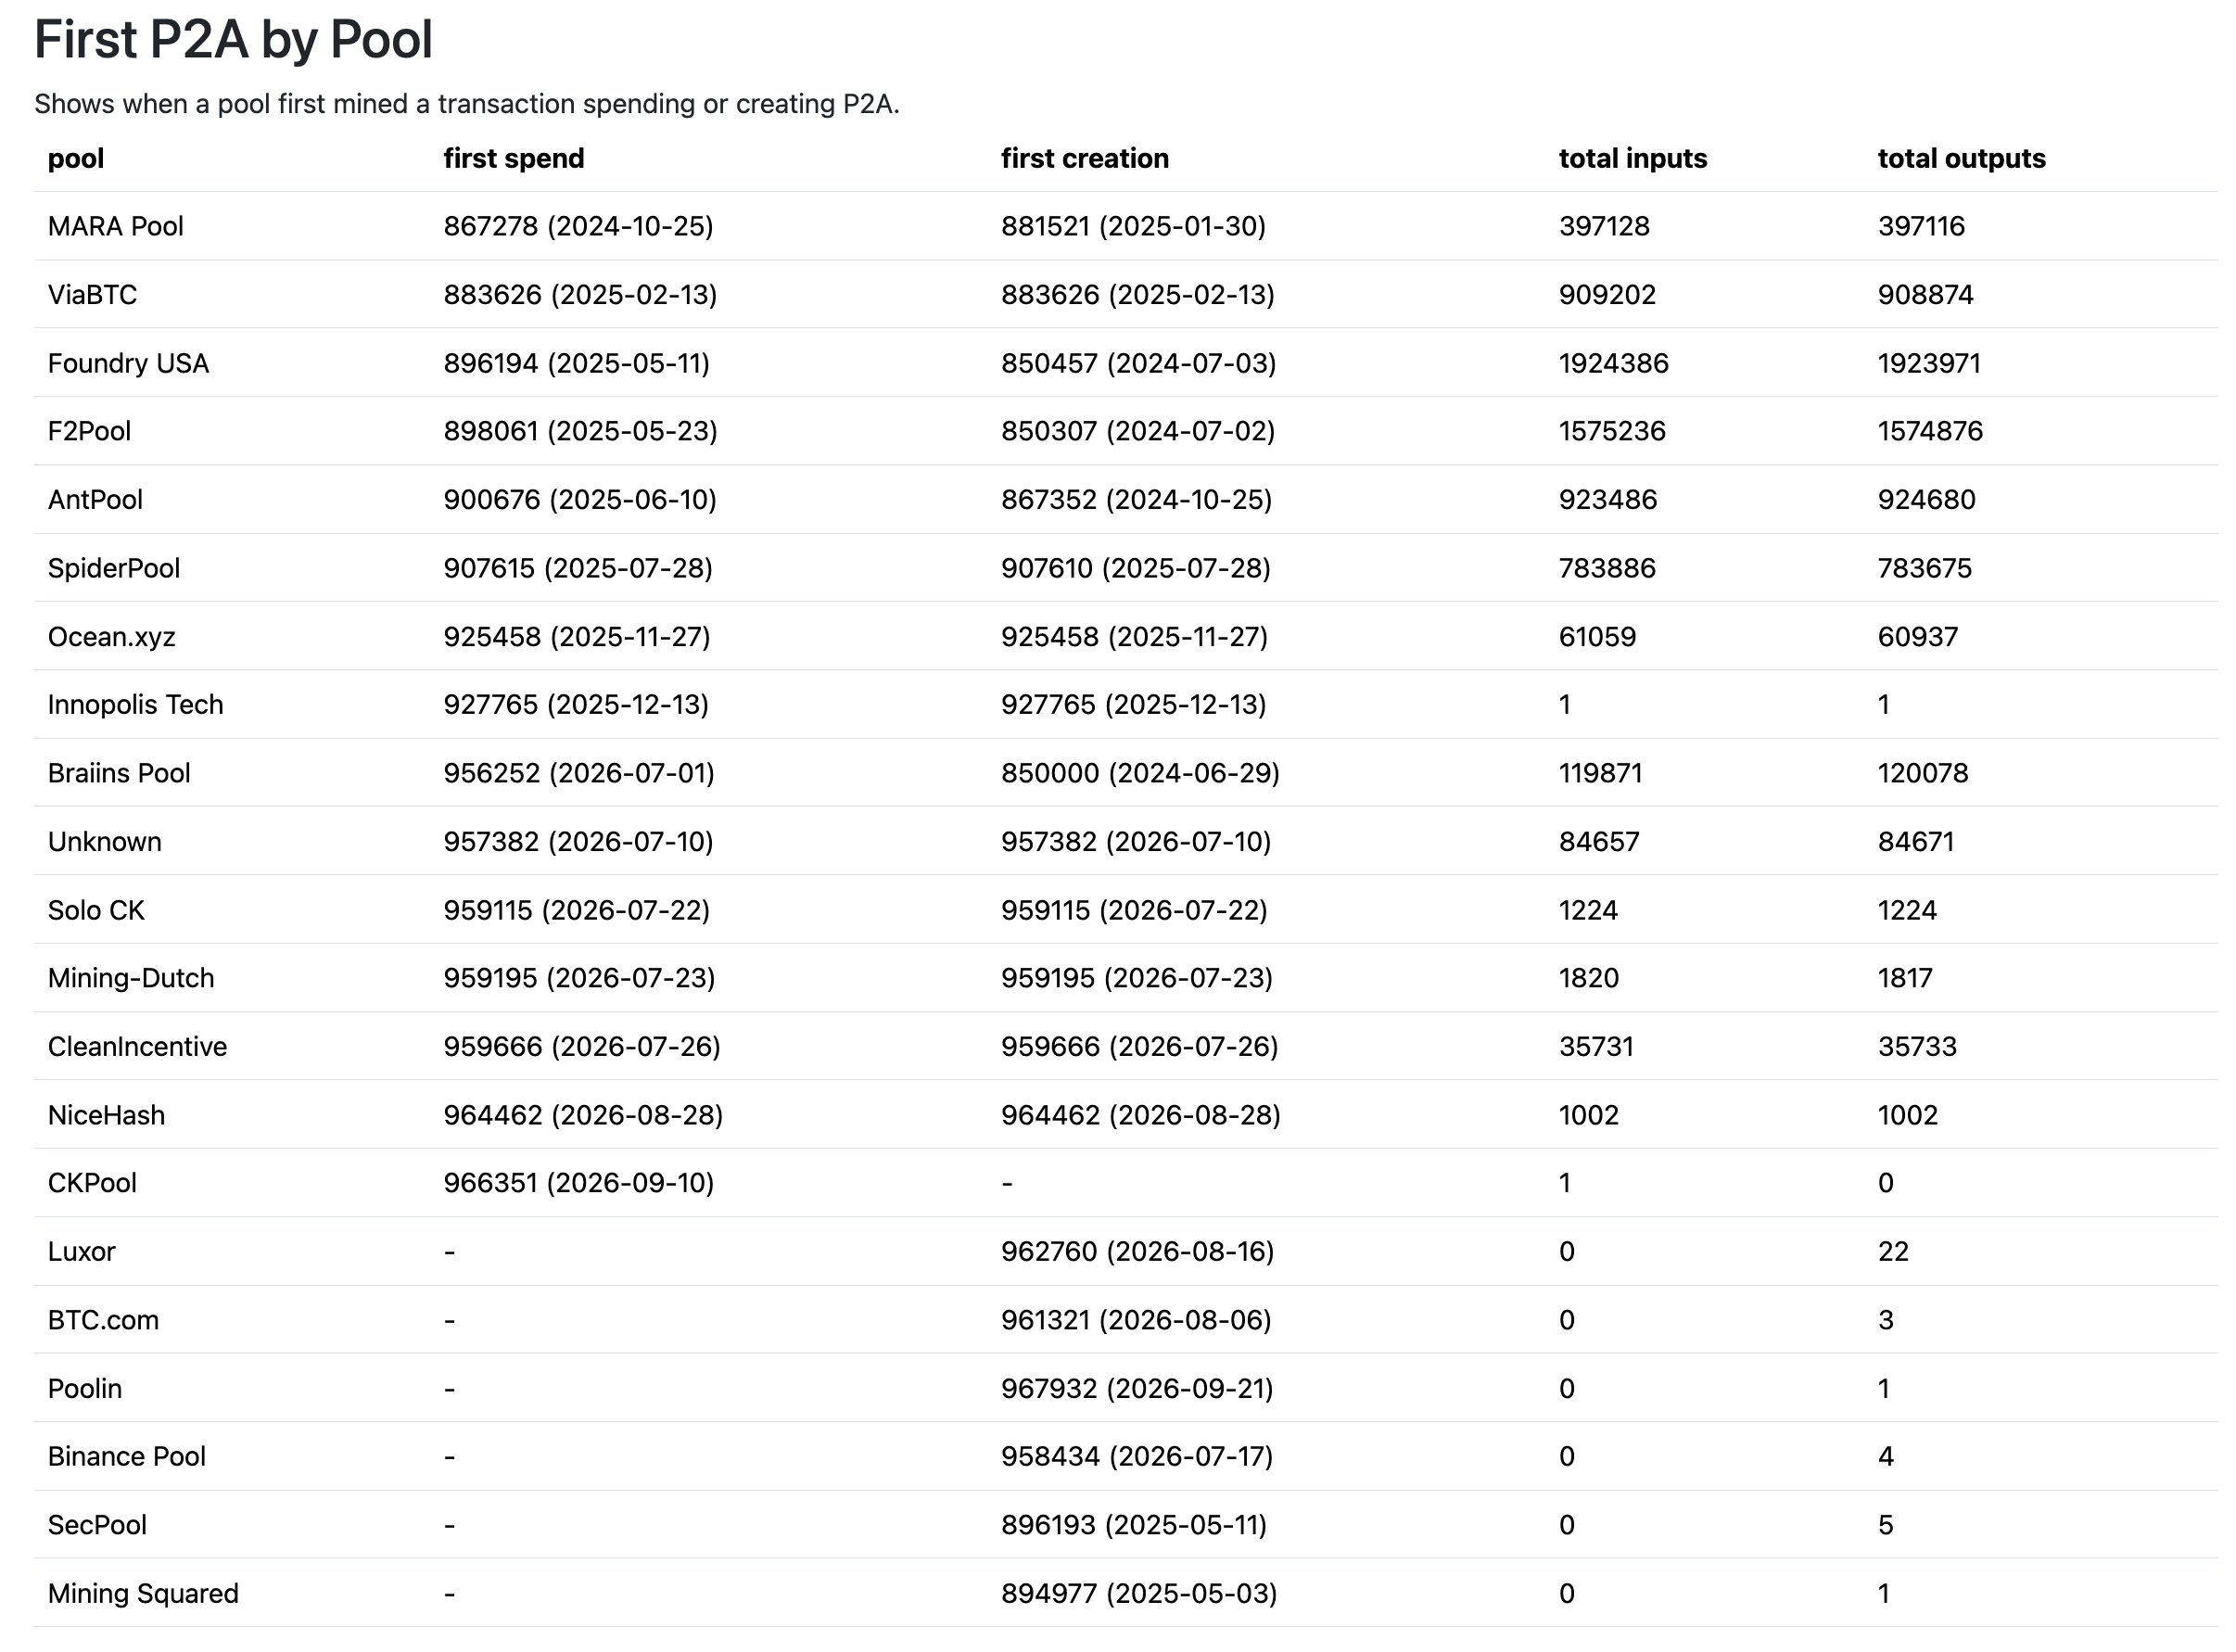 First P2A by Pool
Shows when a pool first mined a transaction spending or creating P2A.
pool first spend first creation total inputs total outputs
MARA Pool 867278 (2024-10-25) 881521 (2025-01-30) 397128 397116
ViaBTC 883626 (2025-02-13) 883626 (2025-02-13) 909202 908874
Foundry USA 896194 (2025-05-11) 850457 (2024-07-03) 1924386 1923971
F2Pool 898061 (2025-05-23) 850307 (2024-07-02) 1575236 1574876
AntPool 900676 (2025-06-10) 867352 (2024-10-25) 923486 924680
SpiderPool 907615 (2025-07-28) 907610 (2025-07-28) 783886 783675
Ocean.xyz 925458 (2025-11-27) 925458 (2025-11-27) 61059 60937
Innopolis Tech 927765 (2025-12-13) 927765 (2025-12-13) 1 1
Braiins Pool 956252 (2026-07-01) 850000 (2024-06-29) 119871 120078
Unknown 957382 (2026-07-10) 957382 (2026-07-10) 84657 84671
Solo CK 959115 (2026-07-22) 959115 (2026-07-22) 1224 1224
Mining-Dutch 959195 (2026-07-23) 959195 (2026-07-23) 1820 1817
CleanIncentive 959666 (2026-07-26) 959666 (2026-07-26) 35731 35733
NiceHash 964462 (2026-08-28) 964462 (2026-08-28) 1002 1002
CKPool 966351 (2026-09-10) - 1 0
Luxor - 962760 (2026-08-16) 0 22
BTC.com - 961321 (2026-08-06) 0 3
Poolin - 967932 (2026-09-21) 0 1
Binance Pool - 958434 (2026-07-17) 0 4
SecPool - 896193 (2025-05-11) 0 5
Mining Squared - 894977 (2025-05-03) 0 1